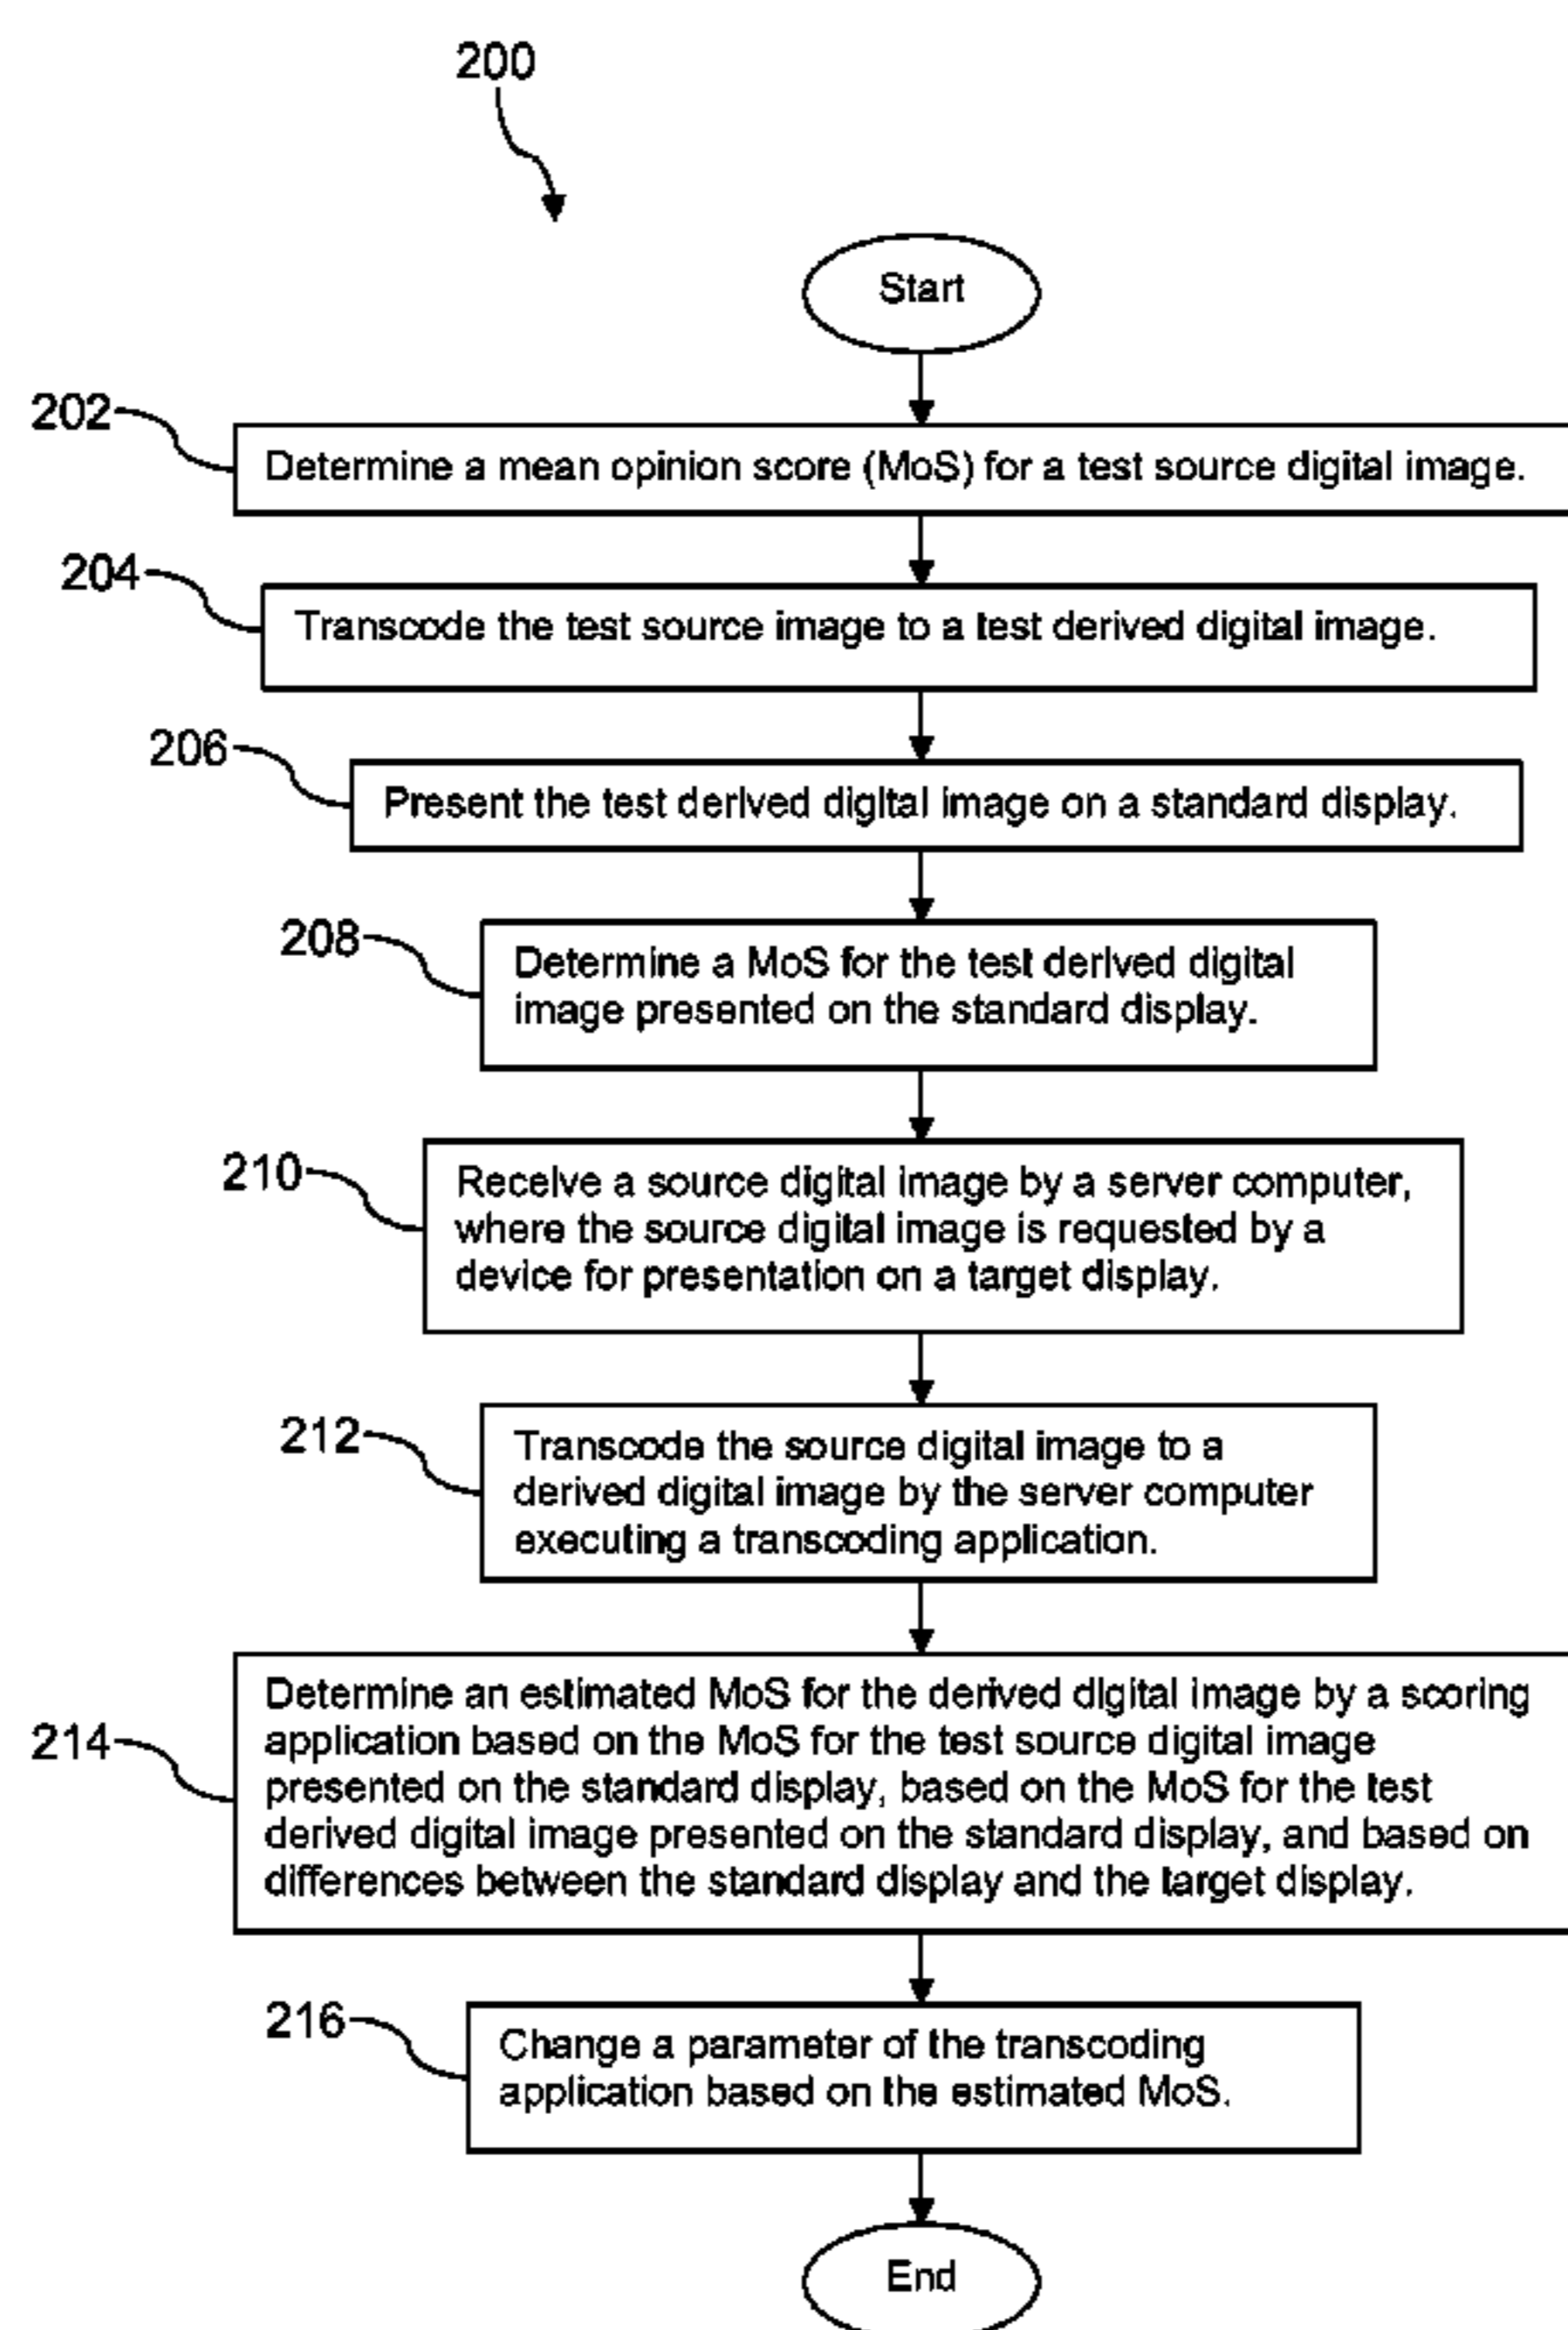 200
Start
202
Determine a mean opinion score (MoS) for a test source digital image.
204
Transcode the test source image to a test derived digital image.
206
Present the test derived digital image on a standard display.
208
Determine a MoS for the test derived digital
image presented on the standard display.
210
Receive a source digital image by a server computer,
where the source digital image is requested by a
device for presentation on a target display.
212
Transcode the source digital image to a
derived digital image by the server computer
executing a transcoding application.
214
Determine an estimated MoS for the derived digital image by a scoring
application based on the MoS for the test source digital image
presented on the standard display, based on the MoS for the test
derived digital image presented on the standard display, and based on
differences between the standard display and the target display.
216
Change a parameter of the transcoding
application based on the estimated MoS.
End